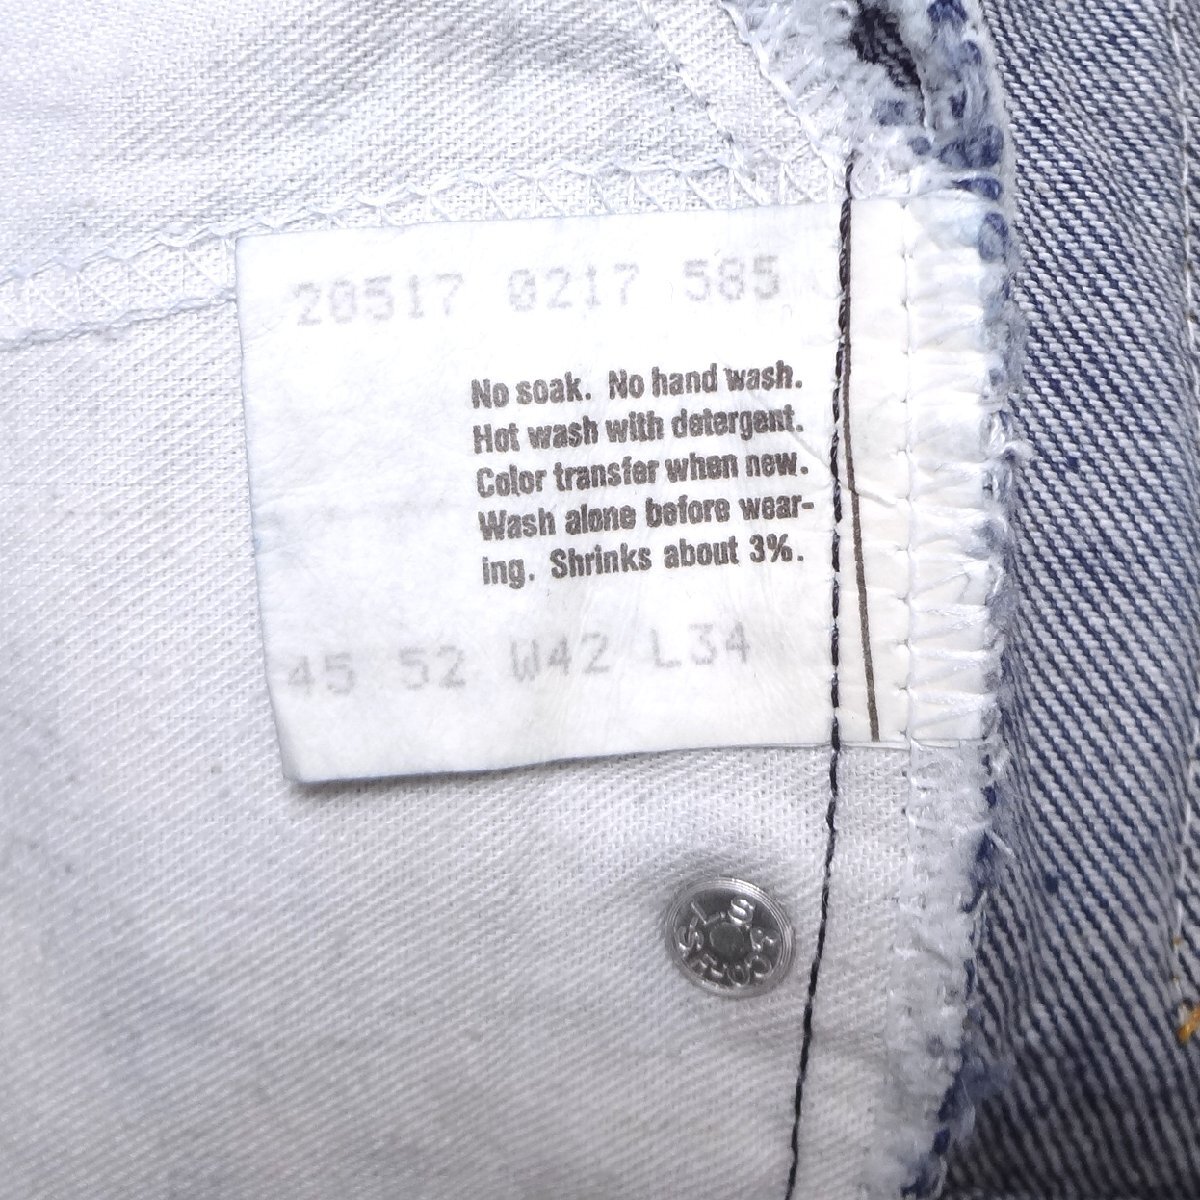 20517 0217 585
No soak. No hand wash.
Hot wash with detergent.
Color transfer when new.
Wash alone before wear-
ing. Shrinks about 3%.
45 52 W42 L34
L S & CO S F